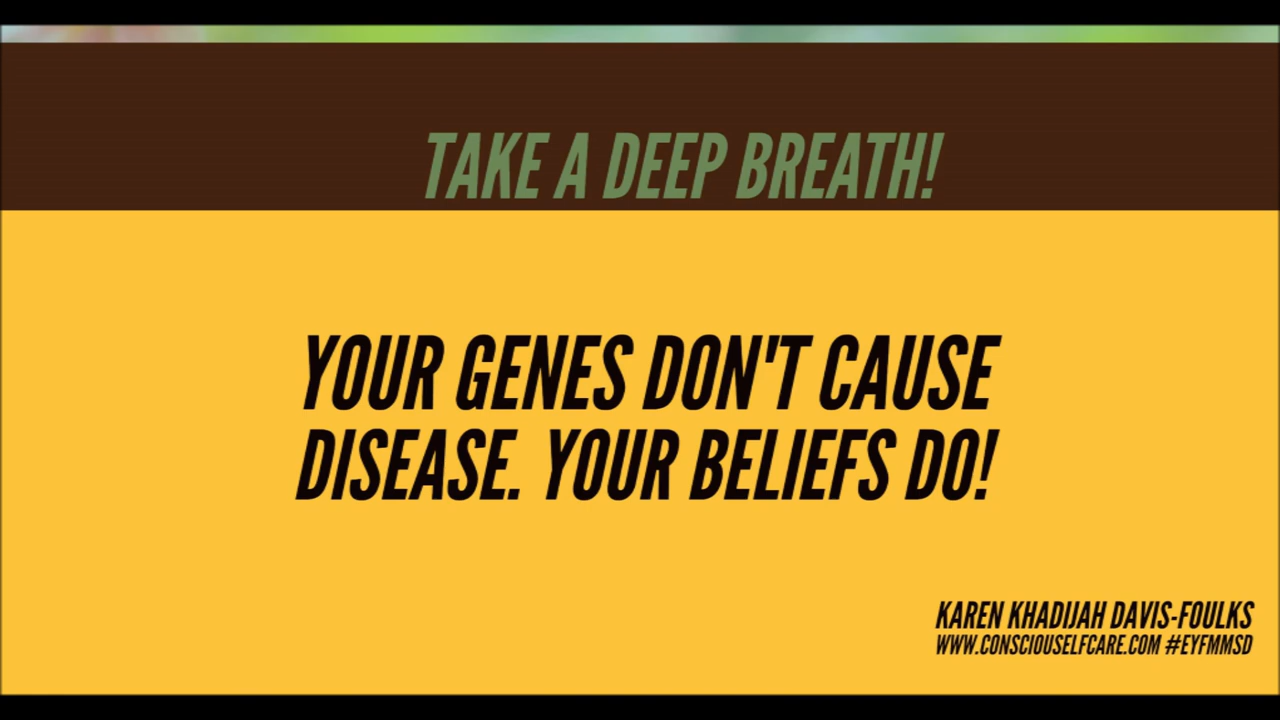 TAKE A DEEP BREATH!
YOUR GENES DON'T CAUSE
DISEASE. YOUR BELIEFS DO!
KAREN KHADIJAH DAVIS-FOULKS
WWW.CONSCIOUSELFCARE.COM #EYFMMSD